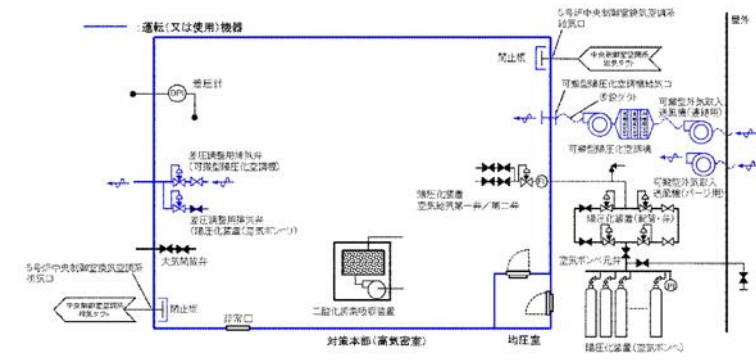 ：運転（又は使用）機器
5号炉中央制御室換気空調系
給気口
屋外
閉止板
中央制御室空調系
給気ダクト
差圧計
DPI
可搬型陽圧化空調機給気口
仮設ダクト
可搬型外気取入
送風機（連結用）
可搬型陽圧化空調機
差圧調整用排気弁
（可搬型陽圧化空調機）
陽圧化装置
空気給気第一弁／第二弁
FI
可搬型外気取入
送風機（パージ用）
差圧調整用排気弁
（陽圧化装置（空気ボンベ））
陽圧化装置（配管・弁）
大気開放弁
空気ボンベ元弁
5号炉中央制御室換気空調系
排気口
PI
中央制御室空調系
排気ダクト
閉止板
非常口
二酸化炭素吸収装置
対策本部（高気密室）
均圧室
陽圧化装置（空気ボンベ）